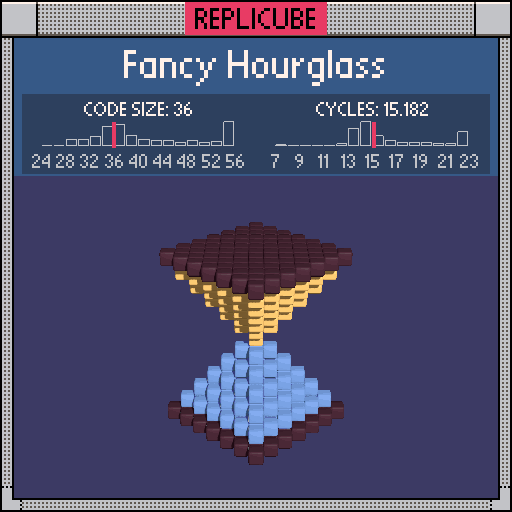 REPLICUBE
Fancy Hourglass
CODE SIZE: 36
CYCLES: 15.182
24 28 32 36 40 44 48 52 56
7 9 11 13 15 17 19 21 23